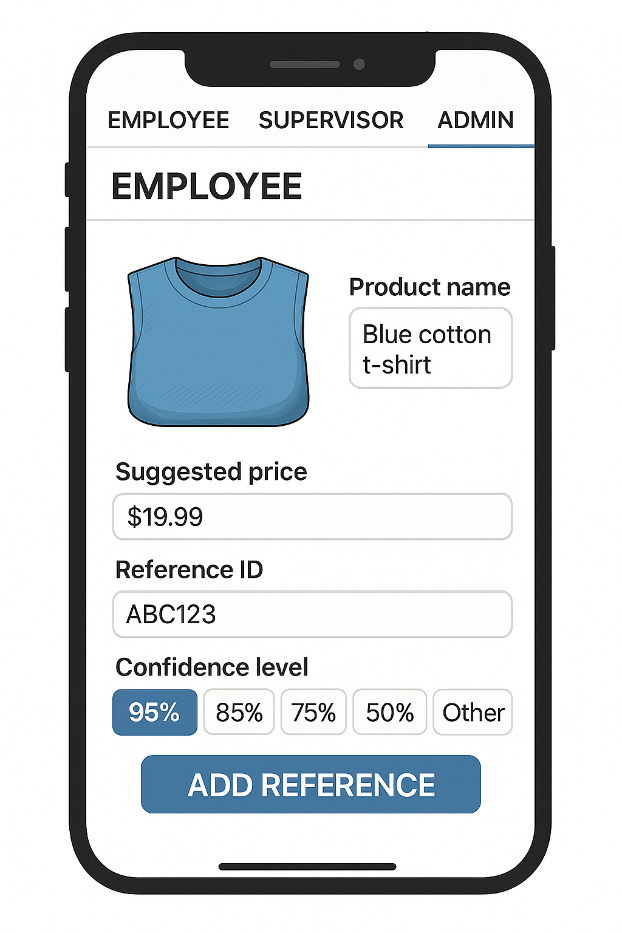 EMPLOYEE SUPERVISOR ADMIN
EMPLOYEE
Product name
Blue cotton
t-shirt
Suggested price
$19.99
Reference ID
ABC123
Confidence level
95% 85% 75% 50% Other
ADD REFERENCE